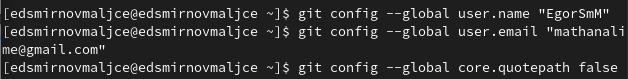 [edsmirnovmaljce@edsmirnovmaljce ~]$ git config --global user.name "EgorSmM"
[edsmirnovmaljce@edsmirnovmaljce ~]$ git config --global user.email "mathanali
me@gmail.com"
[edsmirnovmaljce@edsmirnovmaljce ~]$ git config --global core.quotepath false